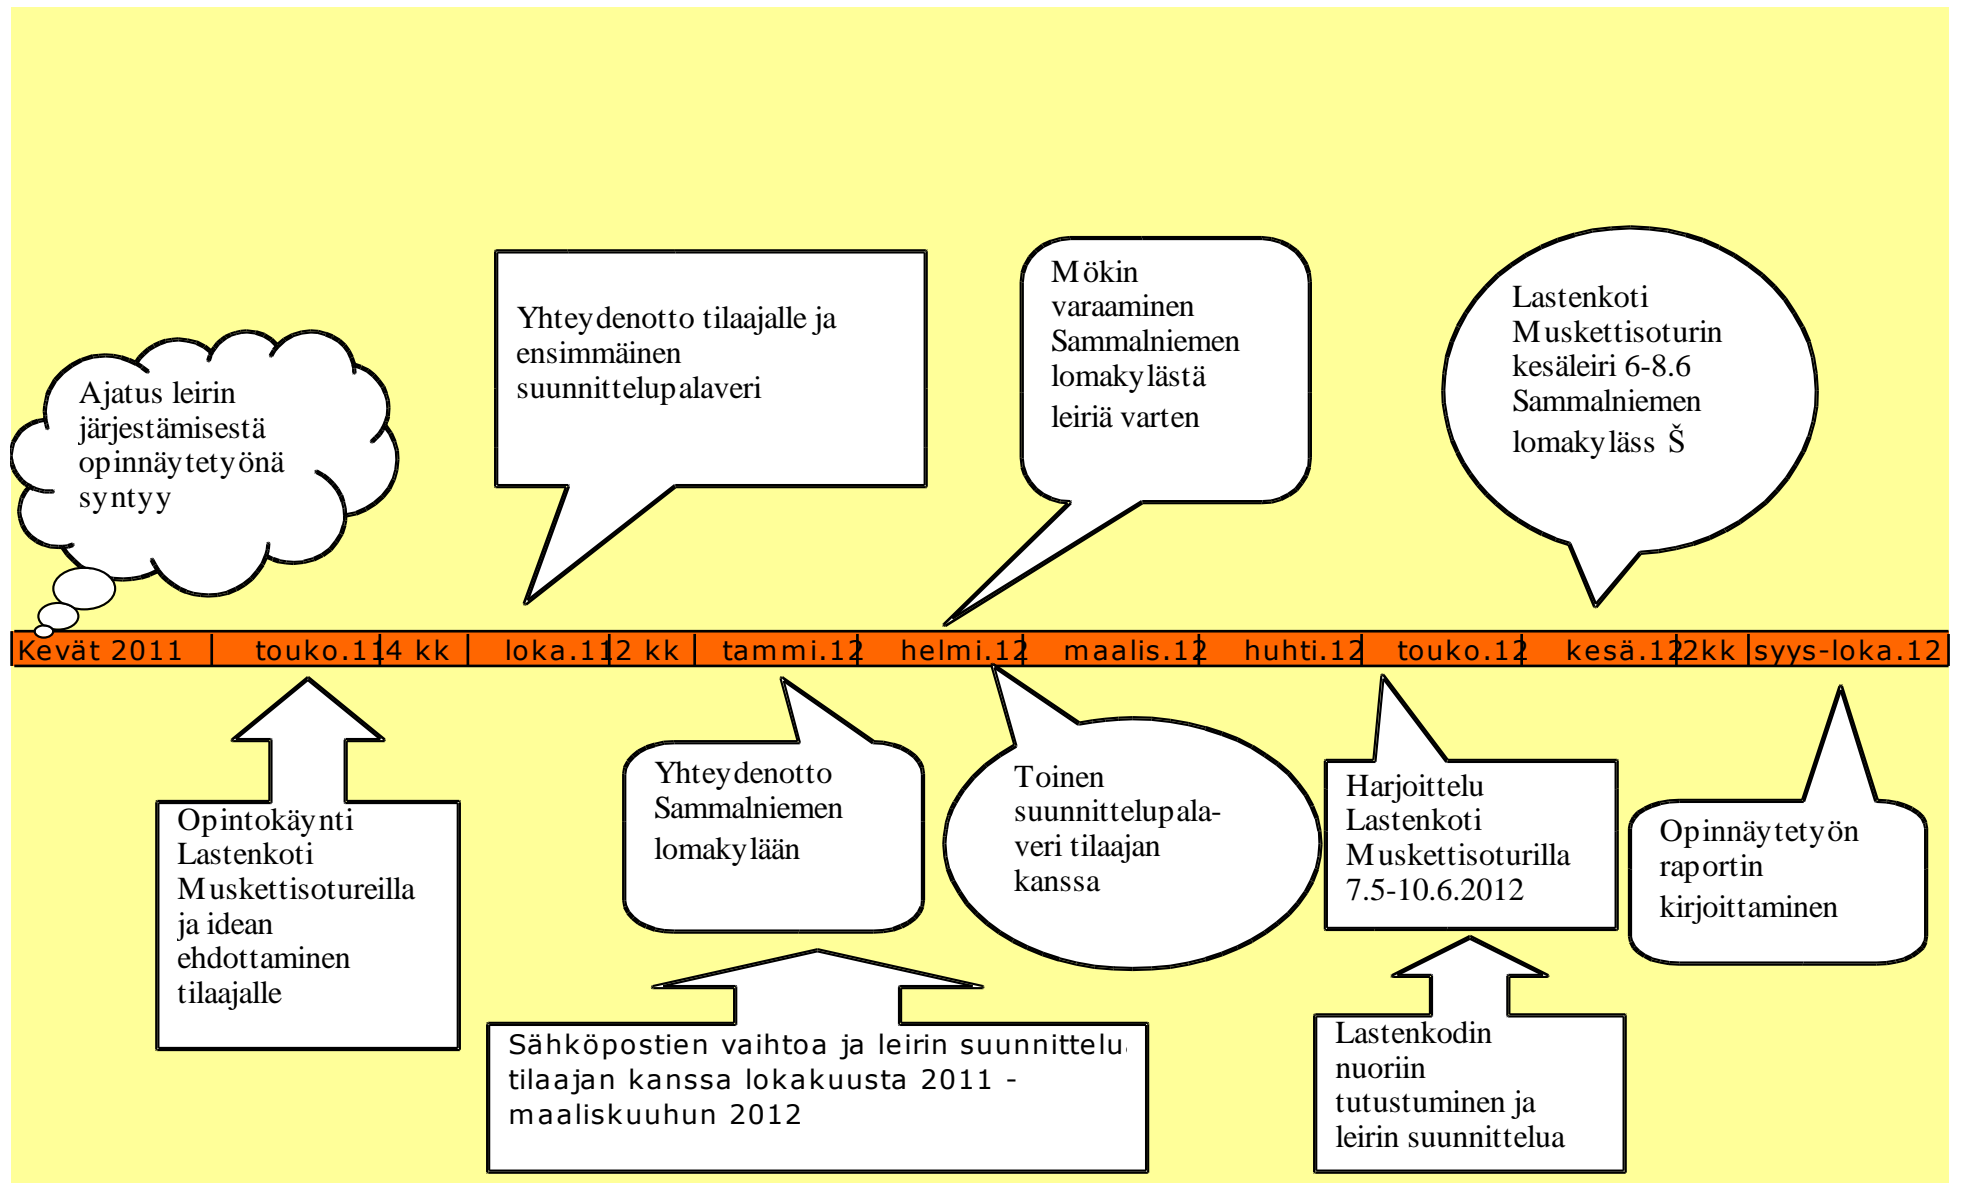 Ajatus leirin
järjestämisestä
opinnäytetyönä
syntyy
Yhteydenotto tilaajalle ja
ensimmäinen
suunnittelupalaveri
Mökin
varaaminen
Sammalniemen
lomakylästä
leiriä varten
Lastenkoti
Muskettisoturin
kesäleiri 6-8.6
Sammalniemen
lomakyläss Š
Kevät 2011 touko.11 4 kk loka.11 2 kk tammi.12 helmi.12 maalis.12 huhti.12 touko.12 kesä.12 2kk syys-loka.12
Opintokäynti
Lastenkoti
Muskettisotureilla
ja idean
ehdottaminen
tilaajalle
Yhteydenotto
Sammalniemen
lomakylään
Toinen
suunnittelupala-
veri tilaajan
kanssa
Harjoittelu
Lastenkoti
Muskettisoturilla
7.5-10.6.2012
Opinnäytetyön
raportin
kirjoittaminen
Sähköpostien vaihtoa ja leirin suunnittelua
tilaajan kanssa lokakuusta 2011 -
maaliskuuhun 2012
Lastenkodin
nuoriin
tutustuminen ja
leirin suunnittelua